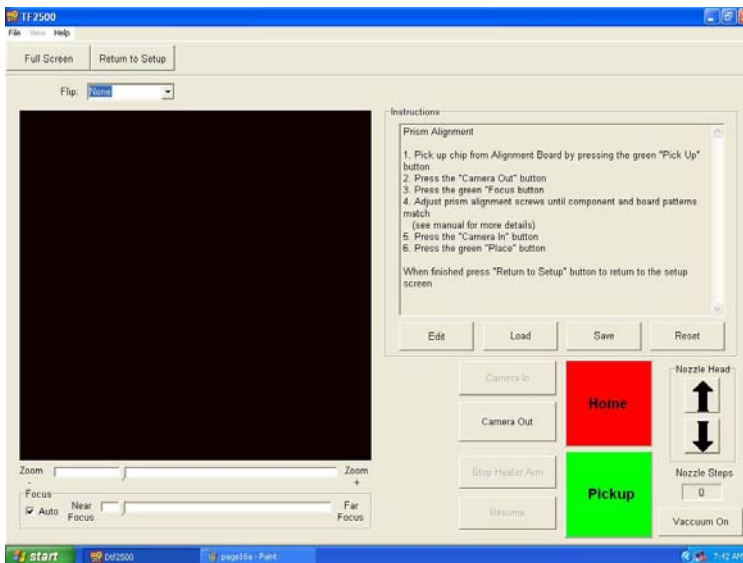 TF2500
File View Help
Full Screen
Return to Setup
Flip: None
Instructions
Prism Alignment
1. Pick up chip from Alignment Board by pressing the green "Pick Up"
button
2. Press the "Camera Out" button
3. Press the green "Focus button
4. Adjust prism alignment screws until component and board patterns
match
(see manual for more details)
5. Press the "Camera In" button
6. Press the green "Place" button
When finished press "Return to Setup" button to return to the setup
screen
Edit
Load
Save
Reset
Camera In
Camera Out
Home
Nozzle Head
Zoom
-
Zoom
+
Focus
Auto
Near
Focus
Far
Focus
Stop Heater Arm
Resume
Pickup
Nozzle Steps
0
Vaccuum On
start
Dtf2500
page16a - Paint
7:42 AM